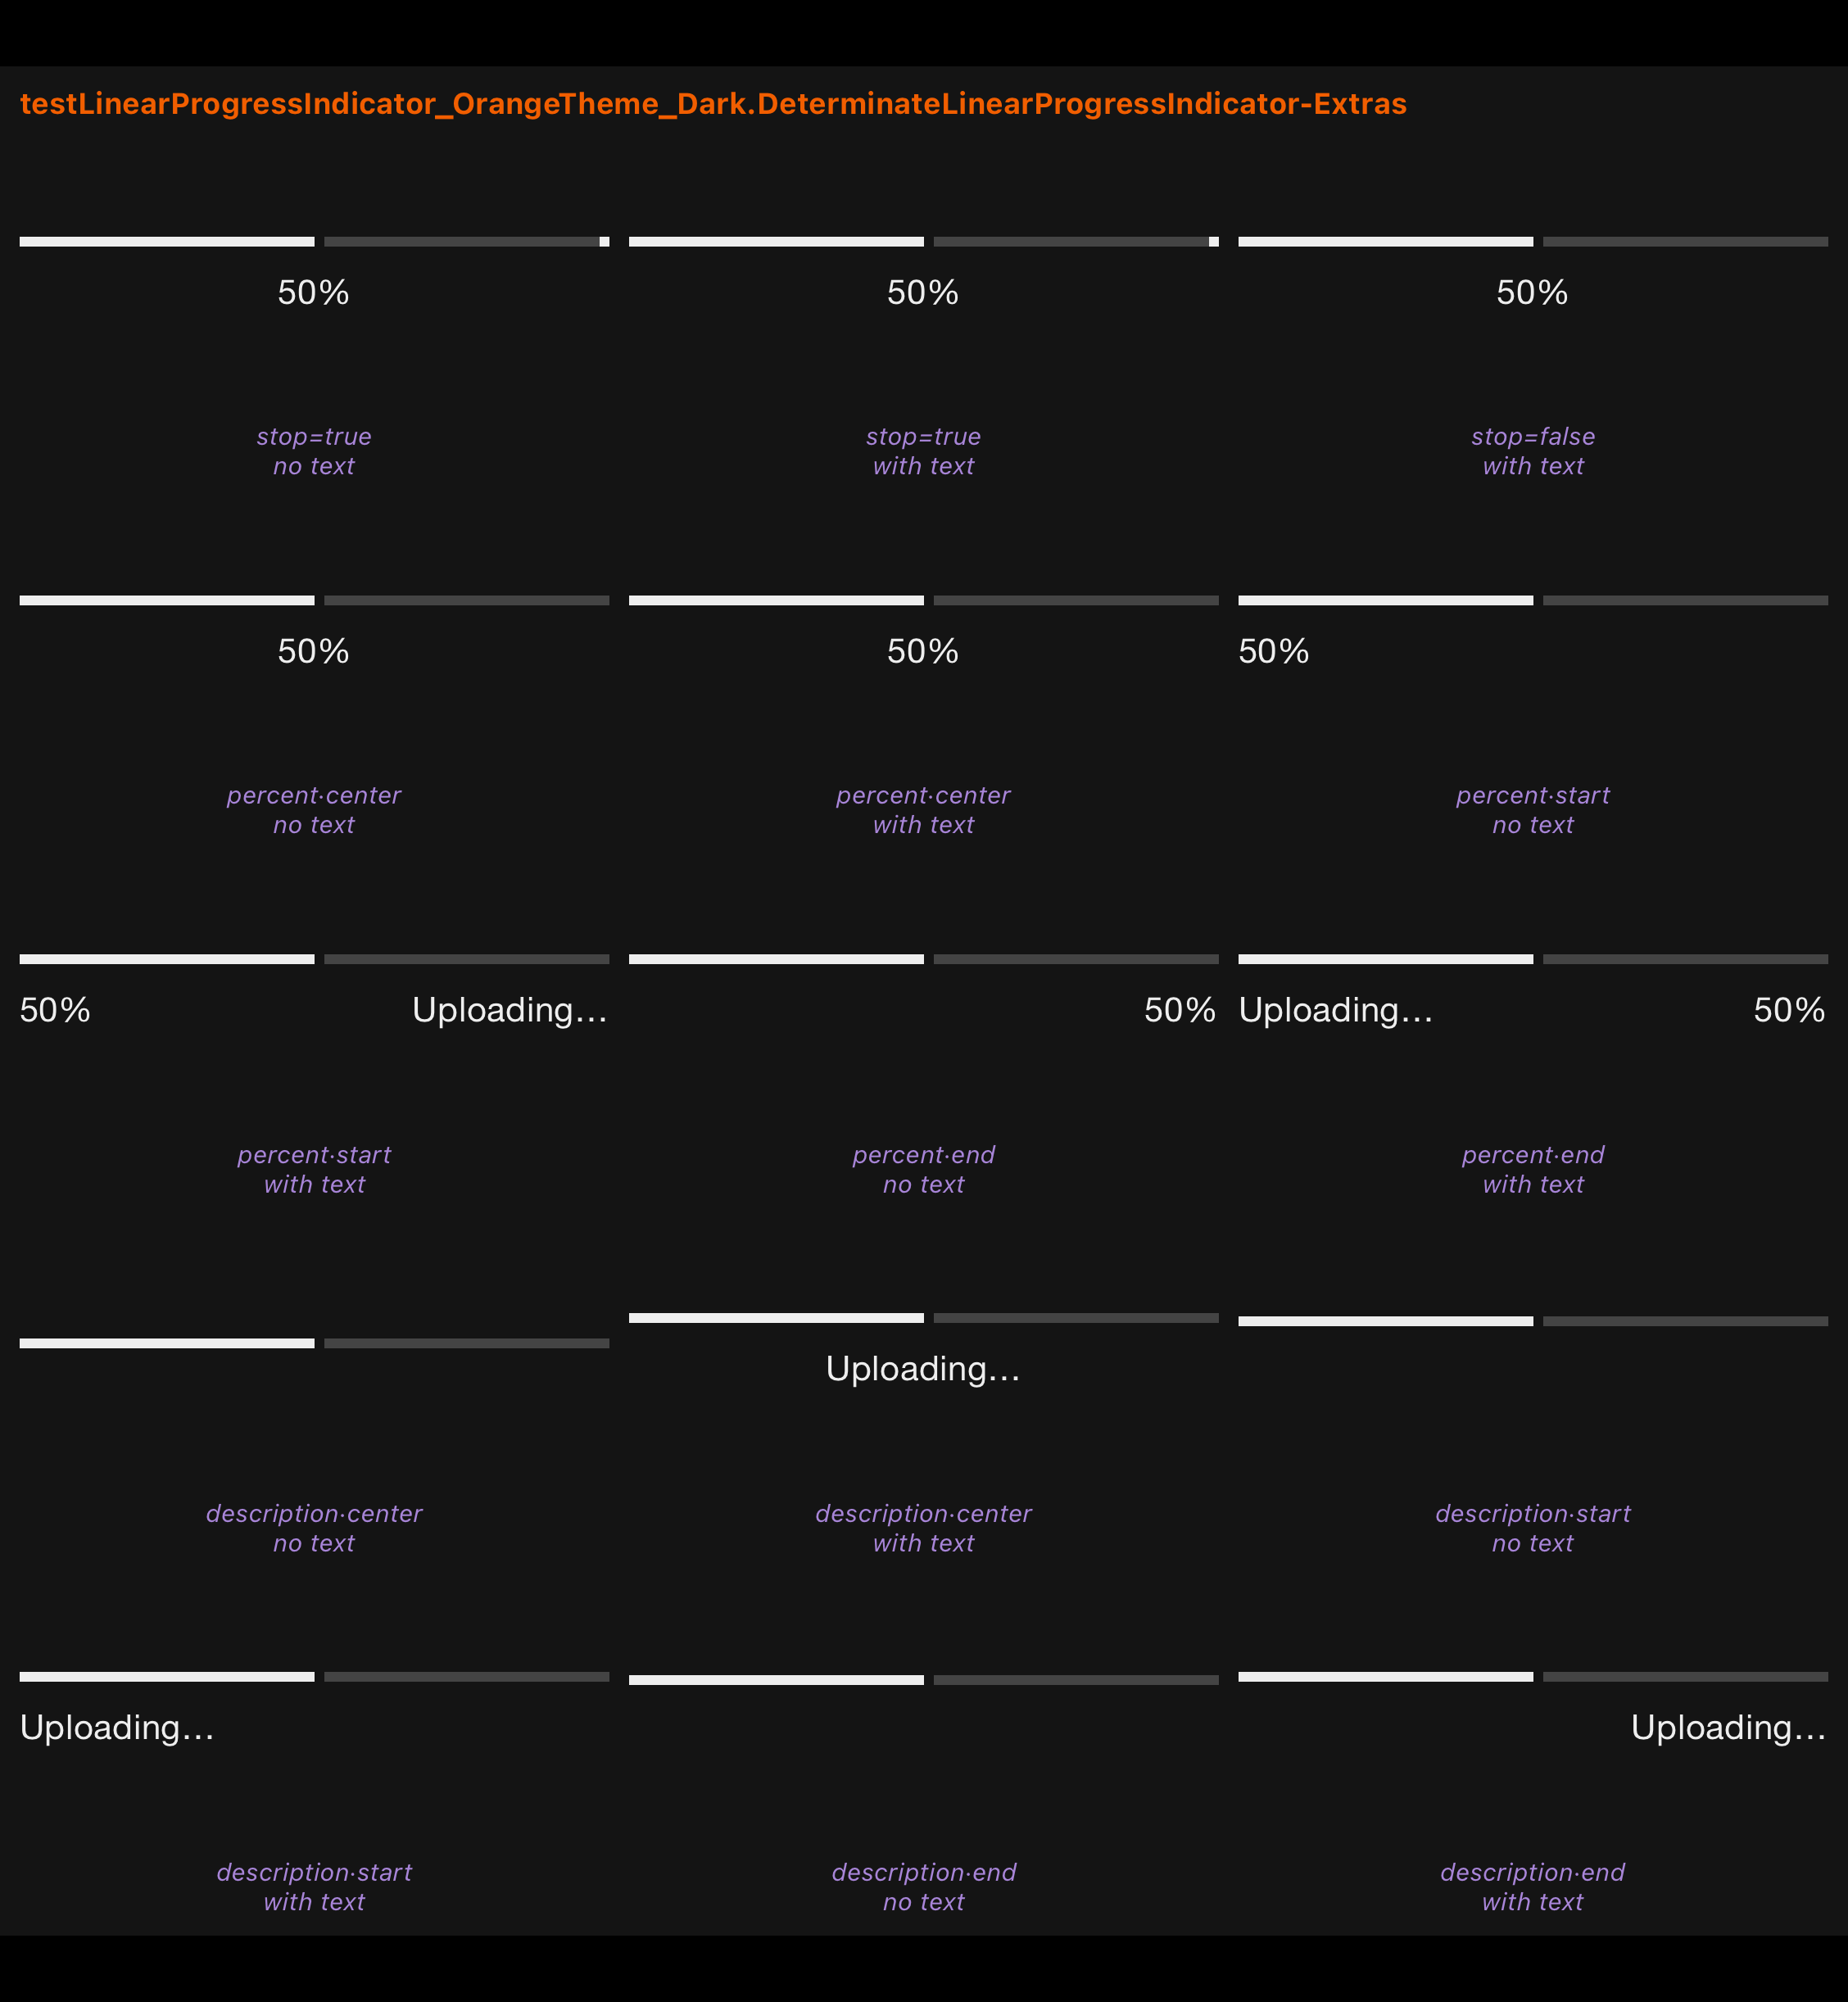 testLinearProgressIndicator_OrangeTheme_Dark.DeterminateLinearProgressIndicator-Extras
50%
50%
50%
stop=true
no text
stop=true
with text
stop=false
with text
50%
50%
50%
percent·center
no text
percent·center
with text
percent·start
no text
50%
Uploading...
50%
Uploading...
50%
percent·start
with text
percent·end
no text
percent·end
with text
Uploading...
description·center
no text
description·center
with text
description·start
no text
Uploading...
Uploading...
description·start
with text
description·end
no text
description·end
with text